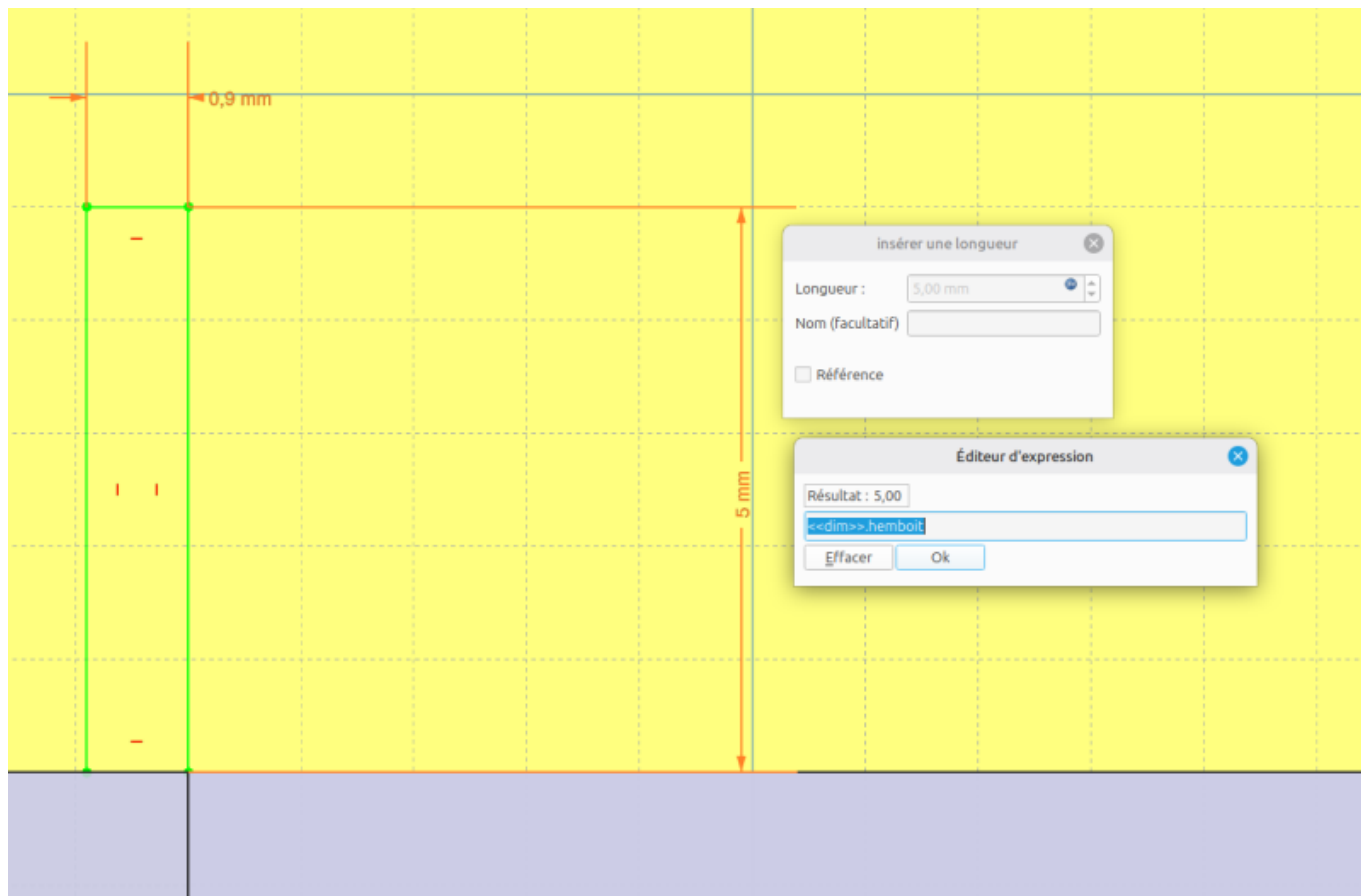 0,9 mm
insérer une longueur
Longueur : 5,00 mm
Nom (facultatif)
Référence
5 mm
Éditeur d'expression
Résultat : 5,00
<<dim>>.hemboit
Effacer Ok